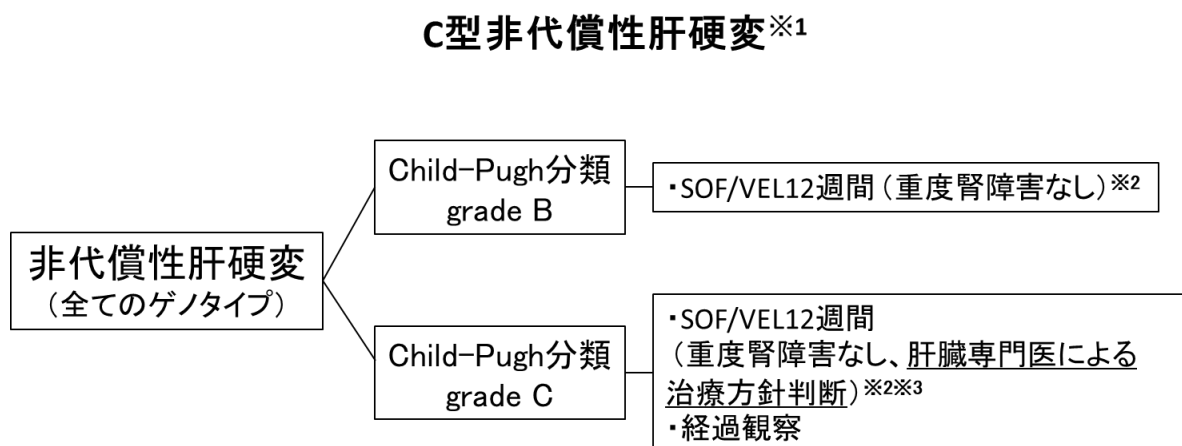 C型非代償性肝硬変※1
Child-Pugh分類
grade B
・SOF/VEL12週間(重度腎障害なし)※2
非代償性肝硬変
(全てのゲノタイプ)
Child-Pugh分類
grade C
・SOF/VEL12週間
(重度腎障害なし、肝臓専門医による
治療方針判断)※2※3
・経過観察